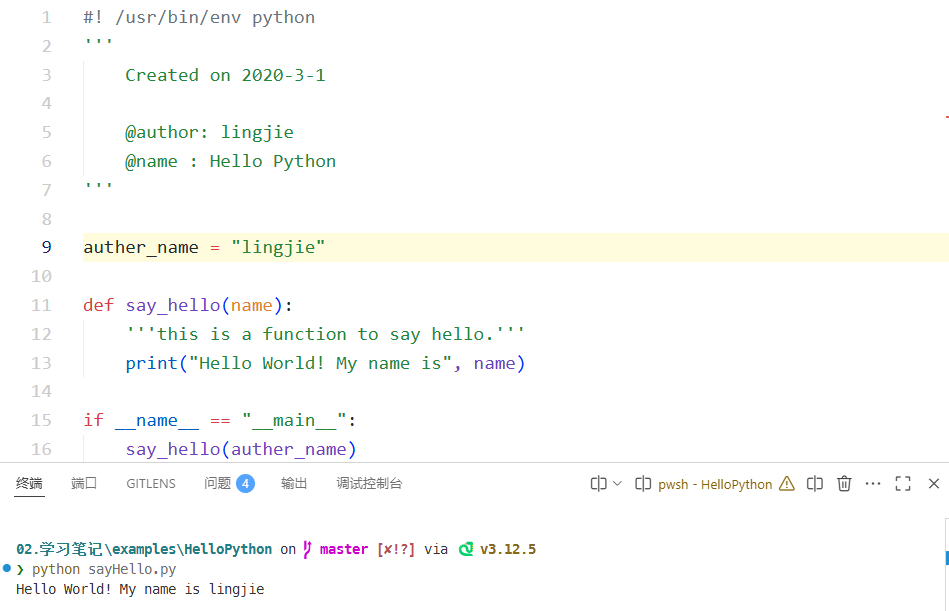 1 #! /usr/bin/env python
2 '''
3 Created on 2020-3-1
4
5 @author: lingjie
6 @name : Hello Python
7 '''
8
9 auther_name = "lingjie"
10
11 def say_hello(name):
12 '''this is a function to say hello.'''
13 print("Hello World! My name is", name)
14
15 if __name__ == "__main__":
16 say_hello(auther_name)
终端 端口 GITLENS 问题 4 输出 调试控制台 pwsh - HelloPython
02.学习笔记\examples\HelloPython on master [✘!?] via v3.12.5
❯ python sayHello.py
Hello World! My name is lingjie